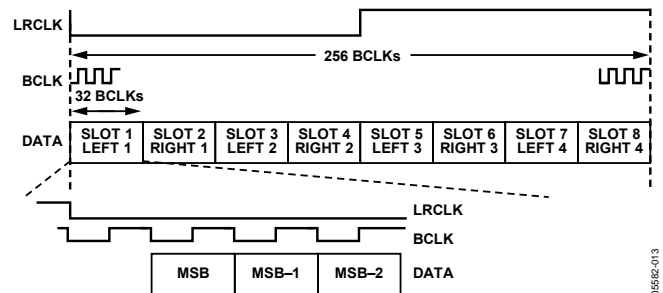 LRCLK
256 BCLKs
BCLK
32 BCLKs
DATA
SLOT 1
LEFT 1
SLOT 2
RIGHT 1
SLOT 3
LEFT 2
SLOT 4
RIGHT 2
SLOT 5
LEFT 3
SLOT 6
RIGHT 3
SLOT 7
LEFT 4
SLOT 8
RIGHT 4
LRCLK
BCLK
MSB
MSB–1
MSB–2
DATA
05582-013